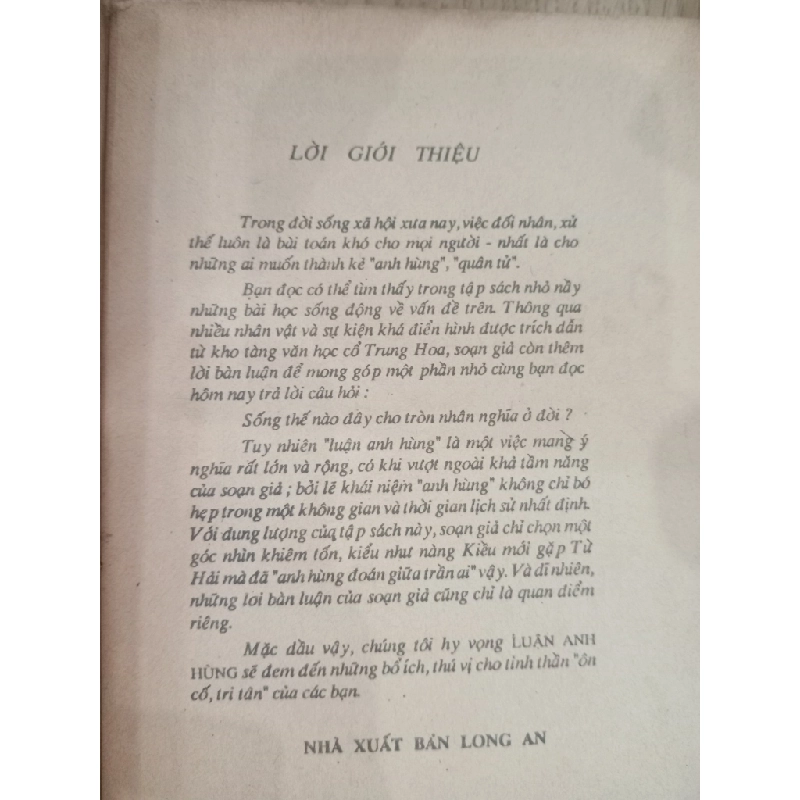 LỜI GIỚI THIỆU
Trong đời sống xã hội xưa nay, việc đối nhân, xử
thế luôn là bài toán khó cho mọi người - nhất là cho
những ai muốn thành kẻ "anh hùng", "quân tử".
Bạn đọc có thể tìm thấy trong tập sách nhỏ nầy
những bài học sống động về vấn đề trên. Thông qua
nhiều nhân vật và sự kiện khá điển hình được trích dẫn
từ kho tàng văn học cổ Trung Hoa, soạn giả còn thêm
lời bàn luận để mong góp một phần nhỏ cùng bạn đọc
hôm nay trả lời câu hỏi :
Sống thế nào đây cho tròn nhân nghĩa ở đời ?
Tuy nhiên "luận anh hùng" là một việc mang ý
nghĩa rất lớn và rộng, có khi vượt ngoài khả tầm năng
của soạn giả ; bởi lẽ khái niệm "anh hùng" không chỉ bó
hẹp trong một không gian và thời gian lịch sử nhất định.
Với dung lượng của tập sách này, soạn giả chỉ chọn một
góc nhìn khiêm tốn, kiểu như nàng Kiều mới gặp Từ
Hải mà đã "anh hùng đoán giữa trần ai" vậy. Và dĩ nhiên,
những lời bàn luận của soạn giả cũng chỉ là quan điểm
riêng.
Mặc dầu vậy, chúng tôi hy vọng LUẬN ANH
HÙNG sẽ đem đến những bổ ích, thú vị cho tinh thần "ôn
cố, tri tân" của các bạn.
NHÀ XUẤT BẢN LONG AN